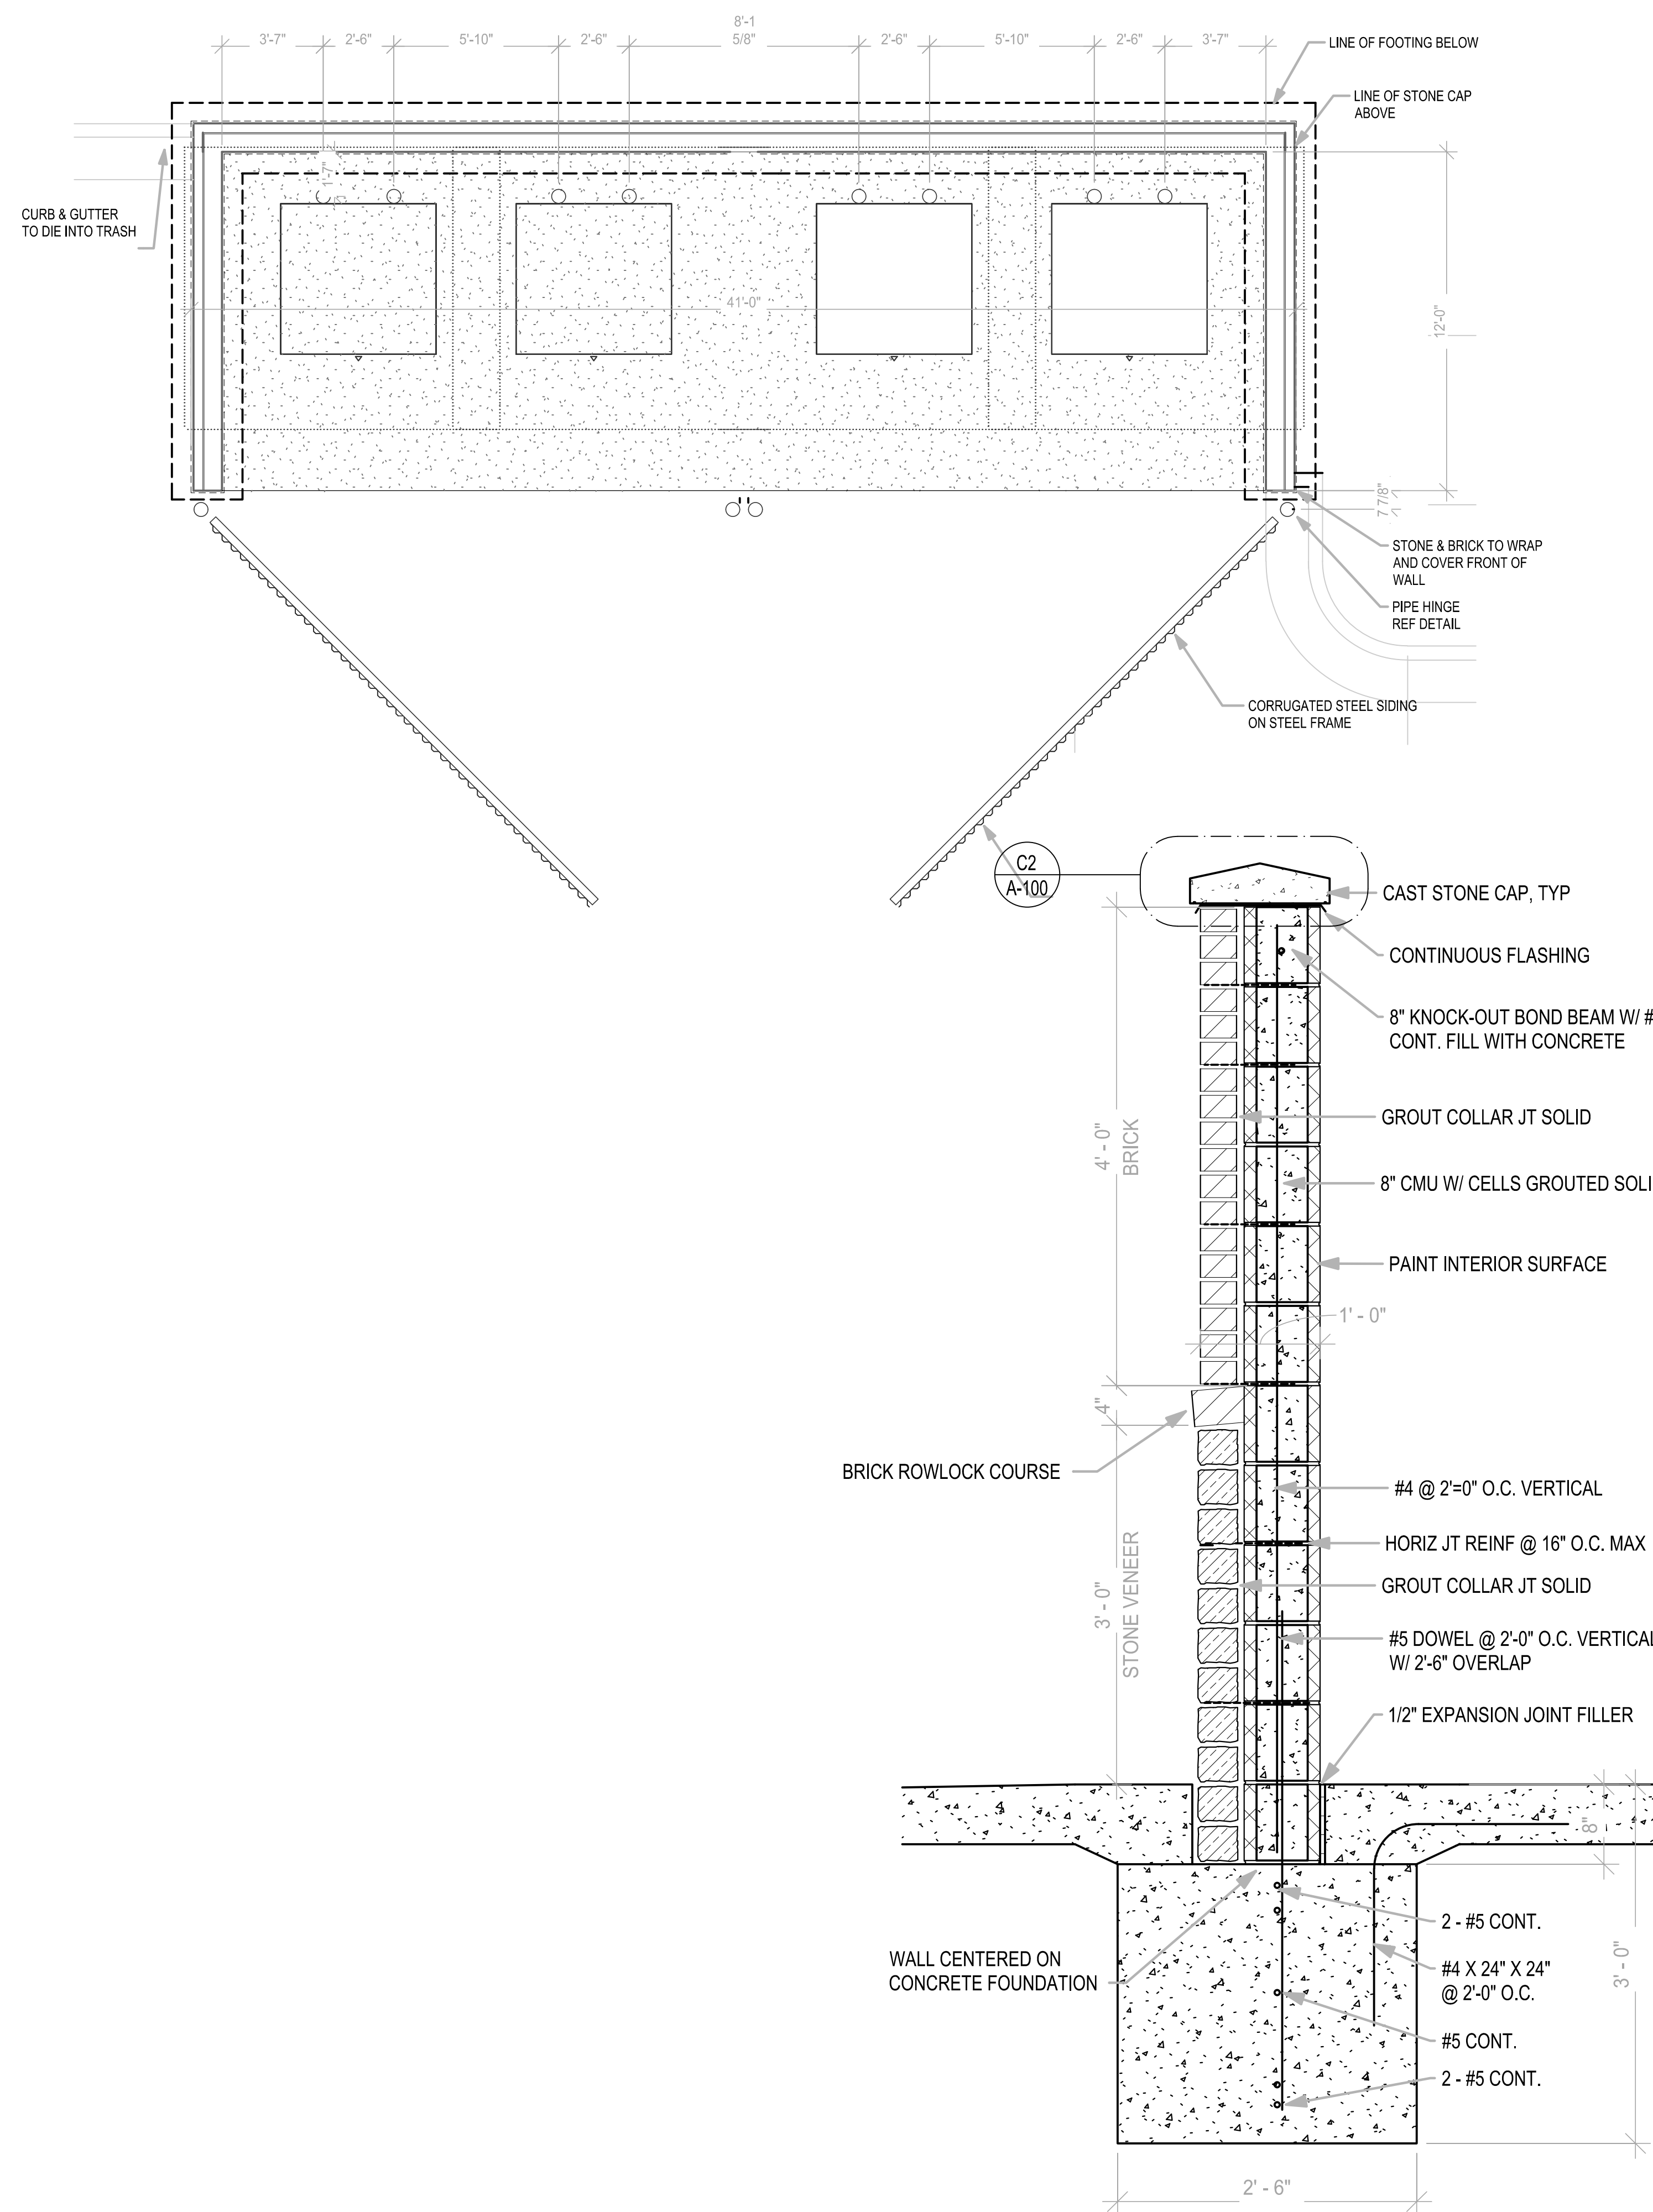 8'-1
3'-7" 2'-6" 5'-10" 2'-6" 5/8" 2'-6" 5'-10" 2'-6" 3'-7"
LINE OF FOOTING BELOW
LINE OF STONE CAP
ABOVE
1'-7"
CURB & GUTTER
TO DIE INTO TRASH
41'-0"
12'-0"
7 7/8"
STONE & BRICK TO WRAP
AND COVER FRONT OF
WALL
PIPE HINGE
REF DETAIL
CORRUGATED STEEL SIDING
ON STEEL FRAME
C2
A-100
CAST STONE CAP, TYP
CONTINUOUS FLASHING
8" KNOCK-OUT BOND BEAM W/ #
CONT. FILL WITH CONCRETE
GROUT COLLAR JT SOLID
4' - 0"
BRICK
8" CMU W/ CELLS GROUTED SOLI
PAINT INTERIOR SURFACE
1' - 0"
4"
BRICK ROWLOCK COURSE
#4 @ 2'=0" O.C. VERTICAL
HORIZ JT REINF @ 16" O.C. MAX
GROUT COLLAR JT SOLID
3' - 0"
STONE VENEER
#5 DOWEL @ 2'-0" O.C. VERTICAL
W/ 2'-6" OVERLAP
1/2" EXPANSION JOINT FILLER
8"
2 - #5 CONT.
WALL CENTERED ON
CONCRETE FOUNDATION
#4 X 24" X 24"
@ 2'-0" O.C.
3' - 0"
#5 CONT.
2 - #5 CONT.
2' - 6"